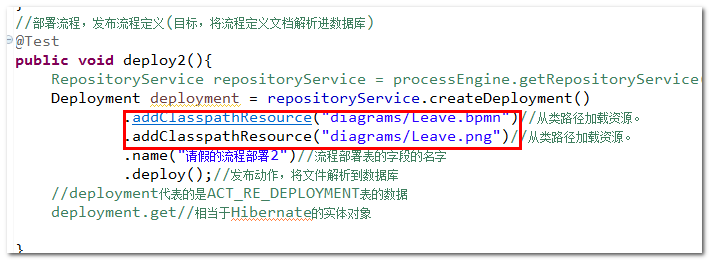 //部署流程，发布流程定义(目标，将流程定义文档解析进数据库)
@Test
public void deploy2(){
RepositoryService repositoryService = processEngine.getRepositoryService(
Deployment deployment = repositoryService.createDeployment()
.addClasspathResource("diagrams/Leave.bpmn")//从类路径加载资源。
.addClasspathResource("diagrams/Leave.png")//从类路径加载资源。
.name("请假的流程部署2")//流程部署表的字段的名字
.deploy();//发布动作，将文件解析到数据库
//deployment代表的是ACT_RE_DEPLOYMENT表的数据
deployment.get//相当于Hibernate的实体对象
}